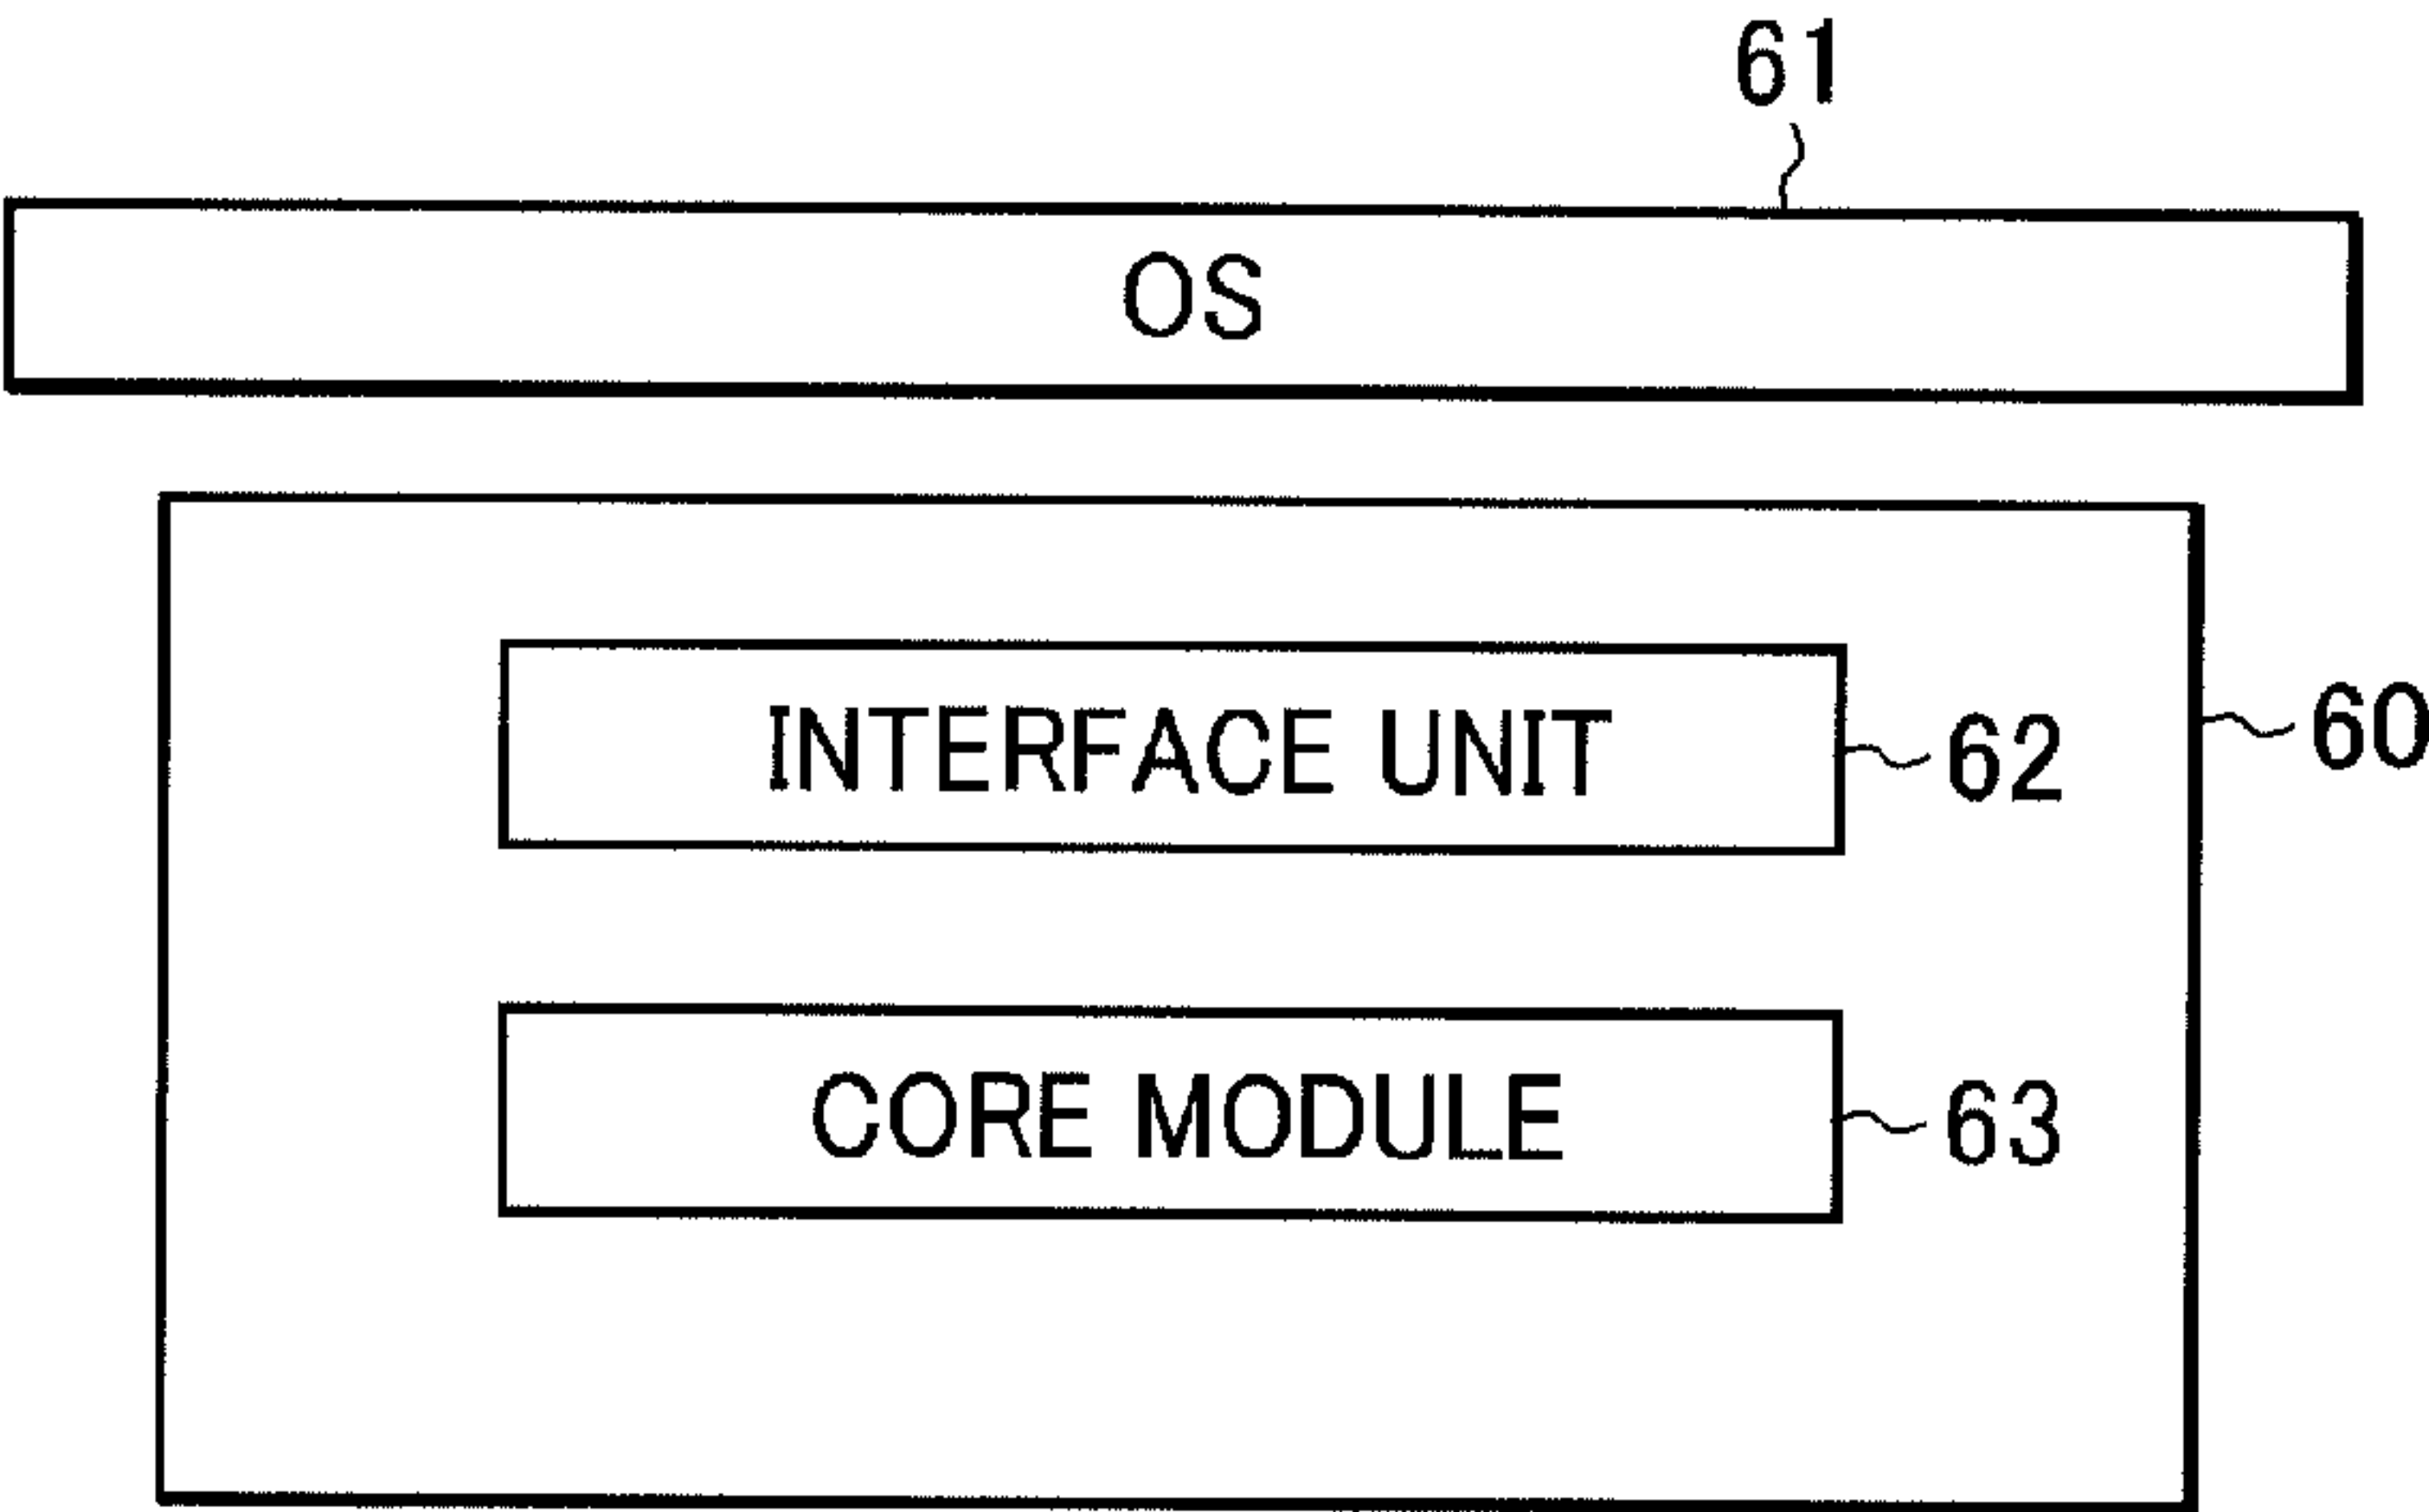 61
OS
INTERFACE UNIT
62
60
CORE MODULE
63